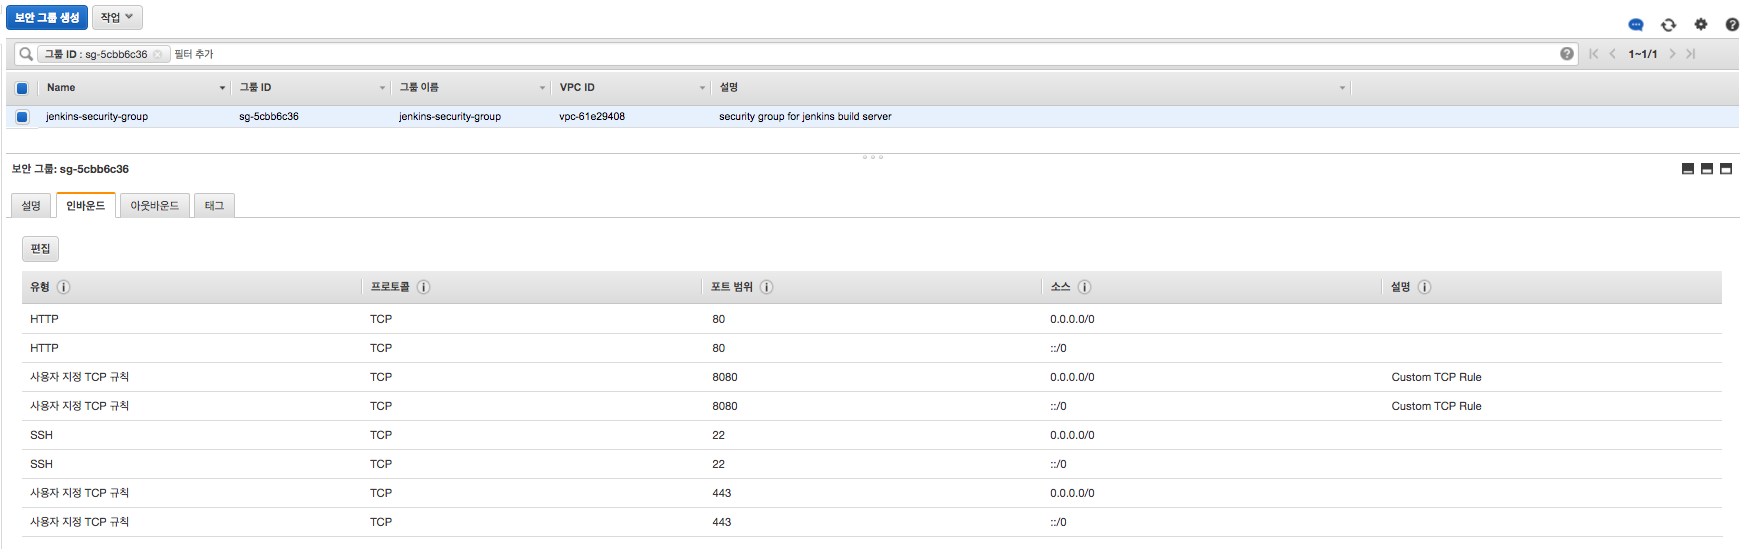 보안 그룹 생성 작업
그룹 ID : sg-5cbb6c36 필터 추가 1~1/1
Name 그룹 ID 그룹 이름 VPC ID 설명
jenkins-security-group sg-5cbb6c36 jenkins-security-group vpc-61e29408 security group for jenkins build server
보안 그룹: sg-5cbb6c36
설명 인바운드 아웃바운드 태그
편집
유형 프로토콜 포트 범위 소스 설명
HTTP TCP 80 0.0.0.0/0
HTTP TCP 80 ::/0
사용자 지정 TCP 규칙 TCP 8080 0.0.0.0/0 Custom TCP Rule
사용자 지정 TCP 규칙 TCP 8080 ::/0 Custom TCP Rule
SSH TCP 22 0.0.0.0/0
SSH TCP 22 ::/0
사용자 지정 TCP 규칙 TCP 443 0.0.0.0/0
사용자 지정 TCP 규칙 TCP 443 ::/0